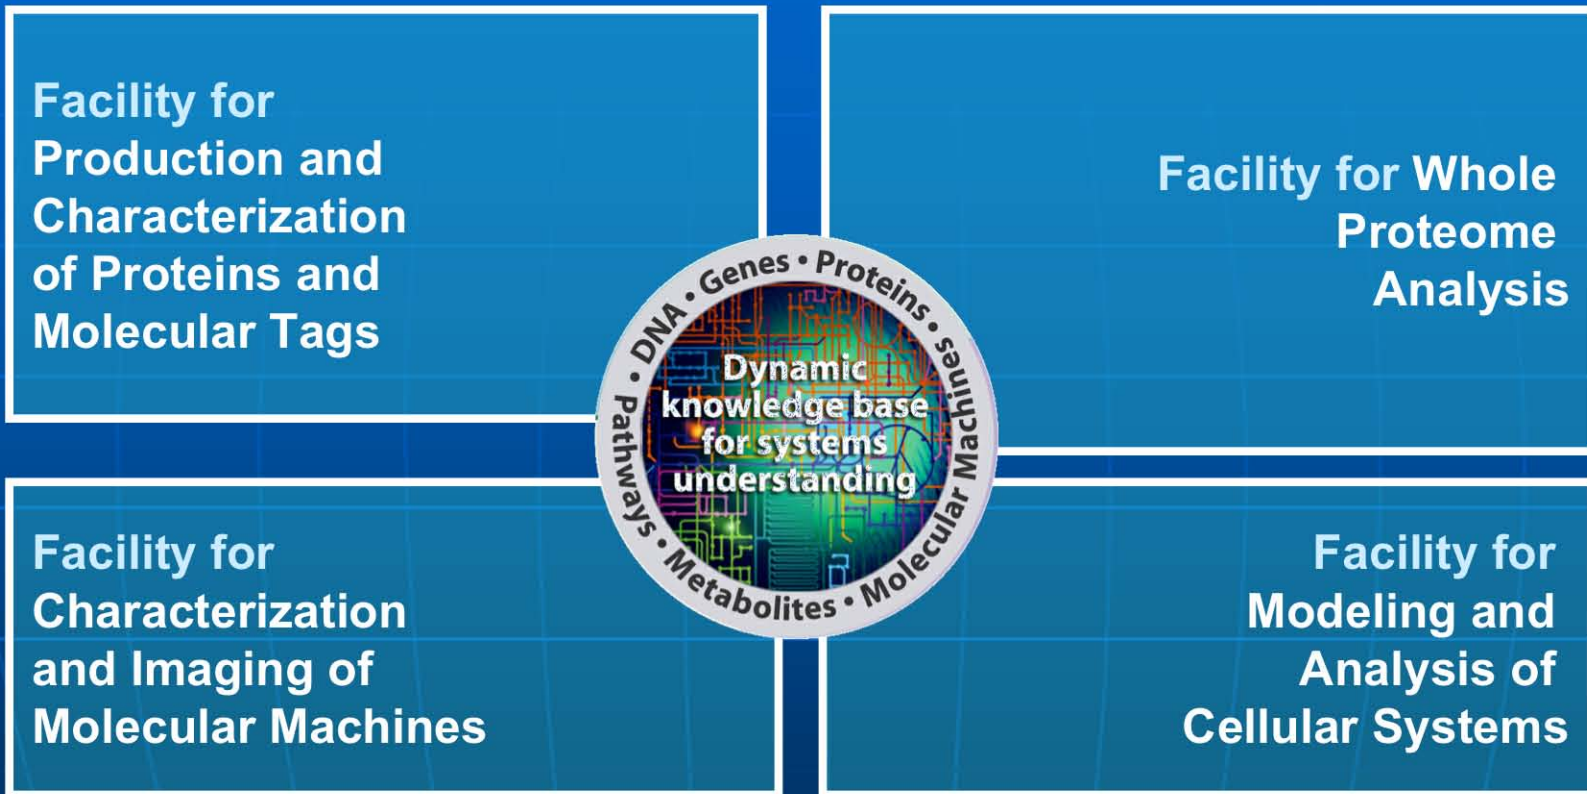 Facility for
Production and
Characterization
of Proteins and
Molecular Tags
Facility for Whole
Proteome
Analysis
DNA • Genes • Proteins • Molecular Machines • Metabolites • Pathways •
Dynamic
knowledge base
for systems
understanding
Facility for
Characterization
and Imaging of
Molecular Machines
Facility for
Modeling and
Analysis of
Cellular Systems